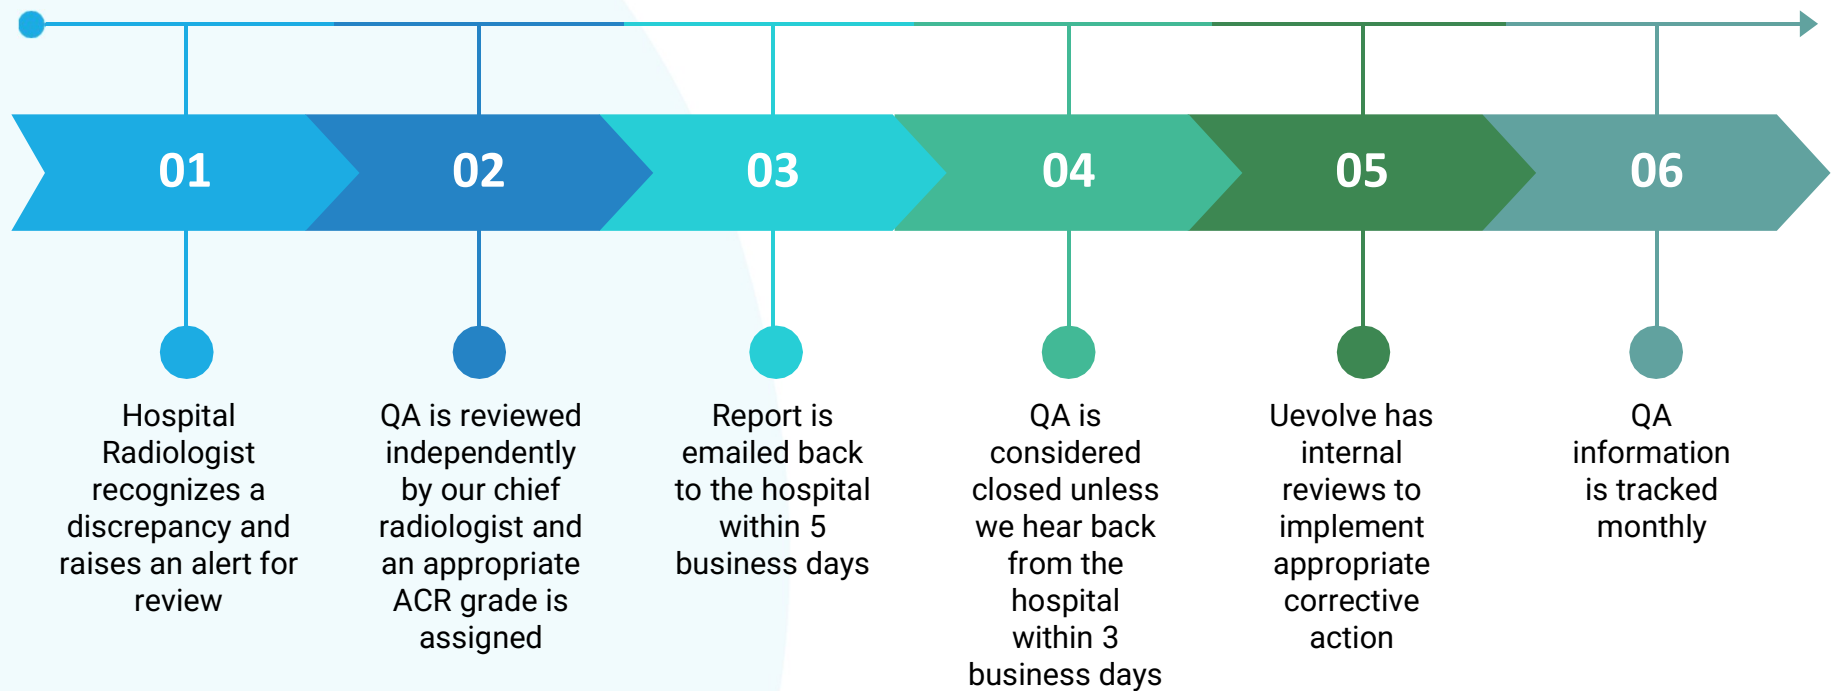 01
02
03
04
05
06
Hospital
Radiologist
recognizes a
discrepancy and
raises an alert for
review
QA is reviewed
independently
by our chief
radiologist and
an appropriate
ACR grade is
assigned
Report is
emailed back
to the hospital
within 5
business days
QA is
considered
closed unless
we hear back
from the
hospital
within 3
business days
Uevolve has
internal
reviews to
implement
appropriate
corrective
action
QA
information
is tracked
monthly